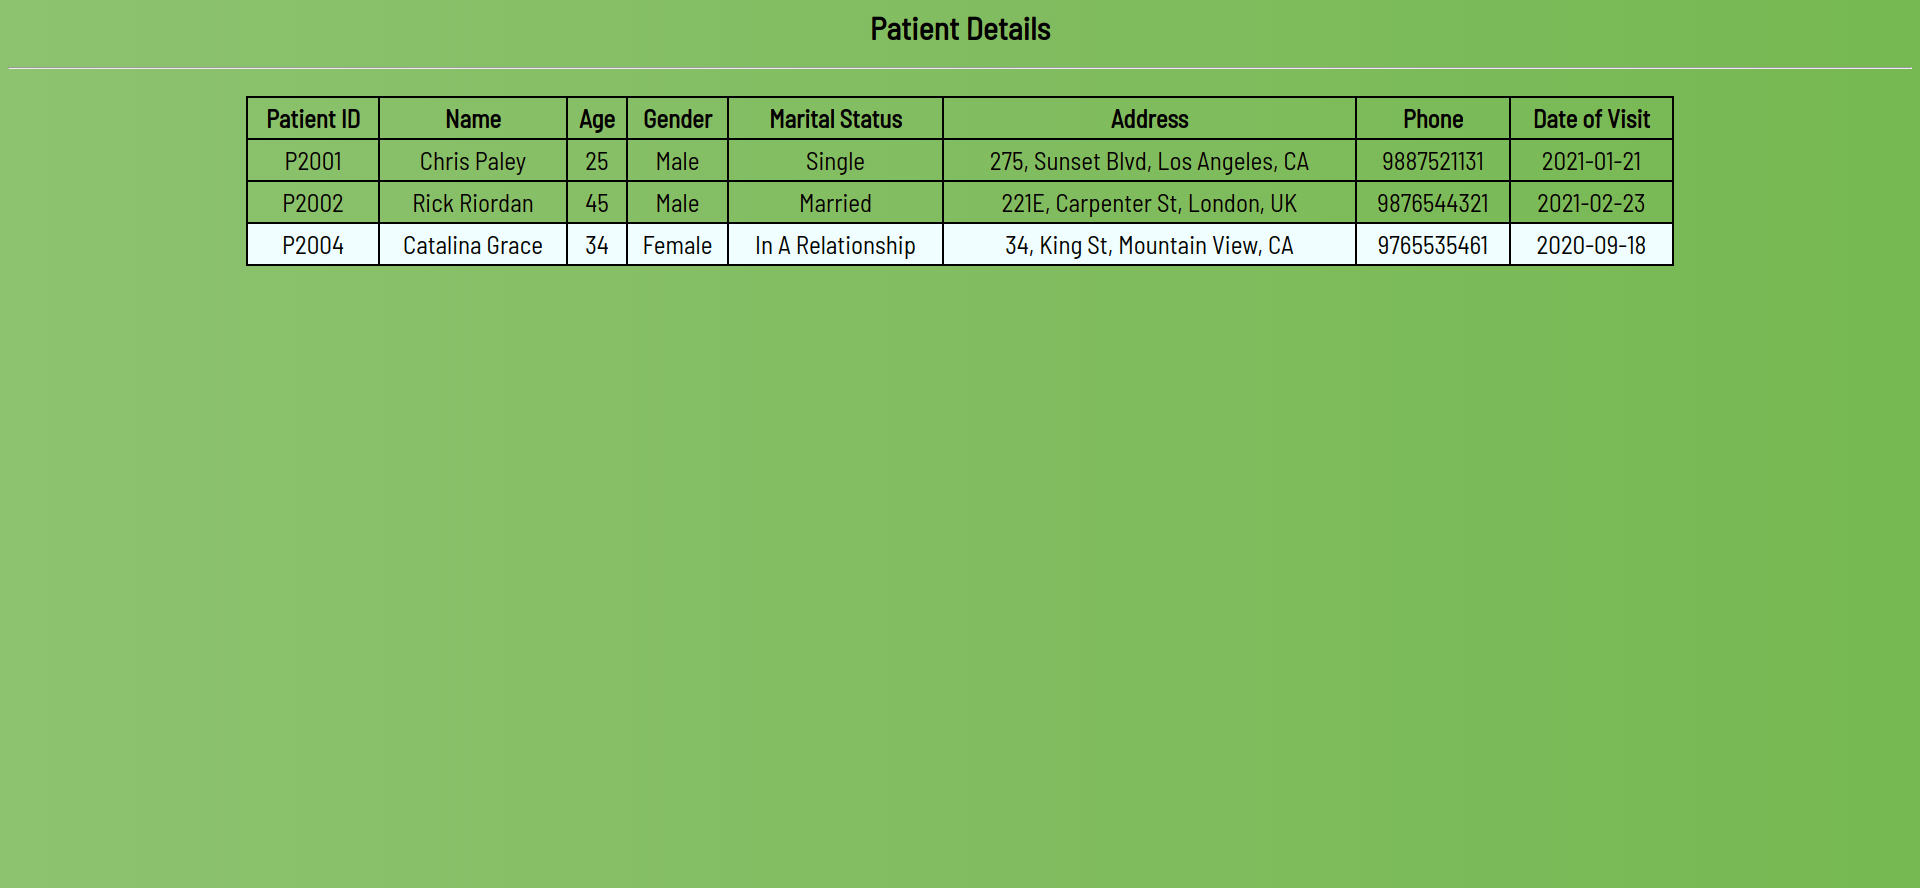 Patient Details
Patient ID Name Age Gender Marital Status Address Phone Date of Visit
P2001 Chris Paley 25 Male Single 275, Sunset Blvd, Los Angeles, CA 9887521131 2021-01-21
P2002 Rick Riordan 45 Male Married 221E, Carpenter St, London, UK 9876544321 2021-02-23
P2004 Catalina Grace 34 Female In A Relationship 34, King St, Mountain View, CA 9765535461 2020-09-18